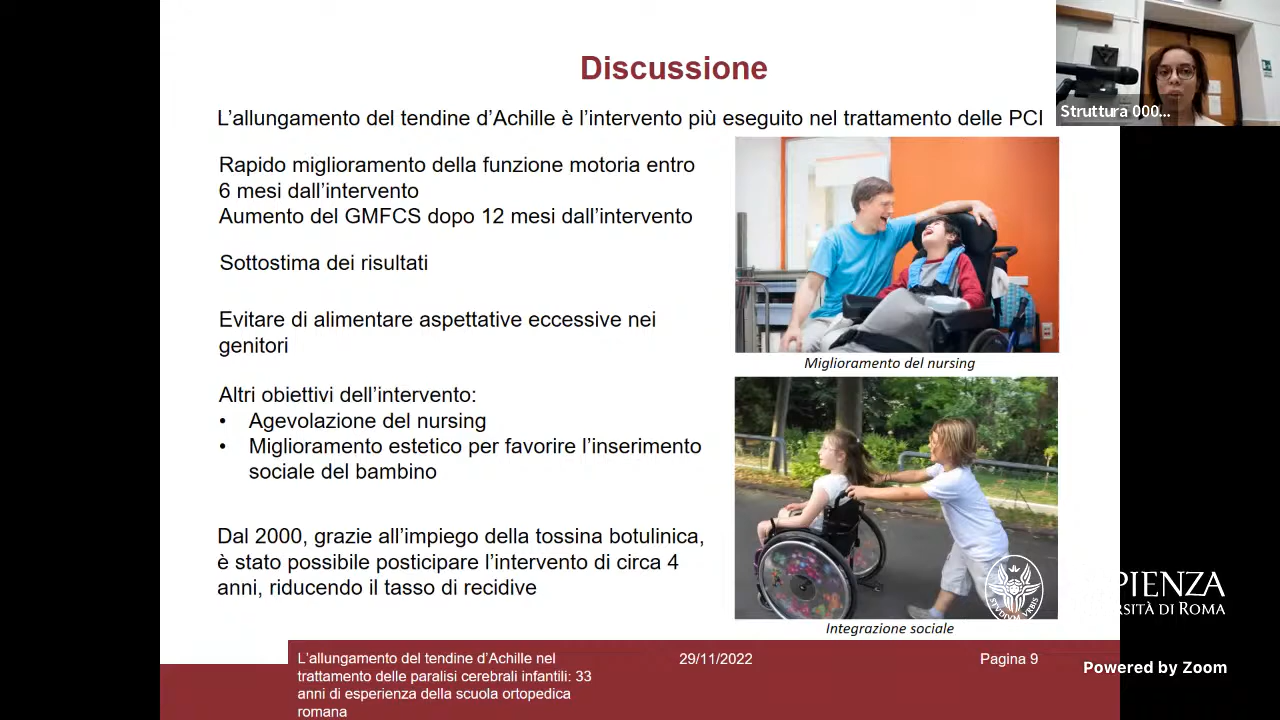 Discussione
L'allungamento del tendine d'Achille è l'intervento più eseguito nel trattamento delle PCI
Struttura 000...
Rapido miglioramento della funzione motoria entro
6 mesi dall'intervento
Aumento del GMFCS dopo 12 mesi dall'intervento
Sottostima dei risultati
Evitare di alimentare aspettative eccessive nei
genitori
Miglioramento del nursing
Altri obiettivi dell'intervento:
• Agevolazione del nursing
• Miglioramento estetico per favorire l'inserimento
sociale del bambino
Dal 2000, grazie all'impiego della tossina botulinica,
è stato possibile posticipare l'intervento di circa 4
anni, riducendo il tasso di recidive
STVDIVM VRBIS
PIENZA
RSITÀ DI ROMA
Integrazione sociale
L'allungamento del tendine d'Achille nel
trattamento delle paralisi cerebrali infantili: 33
anni di esperienza della scuola ortopedica
romana
29/11/2022
Pagina 9
Powered by Zoom